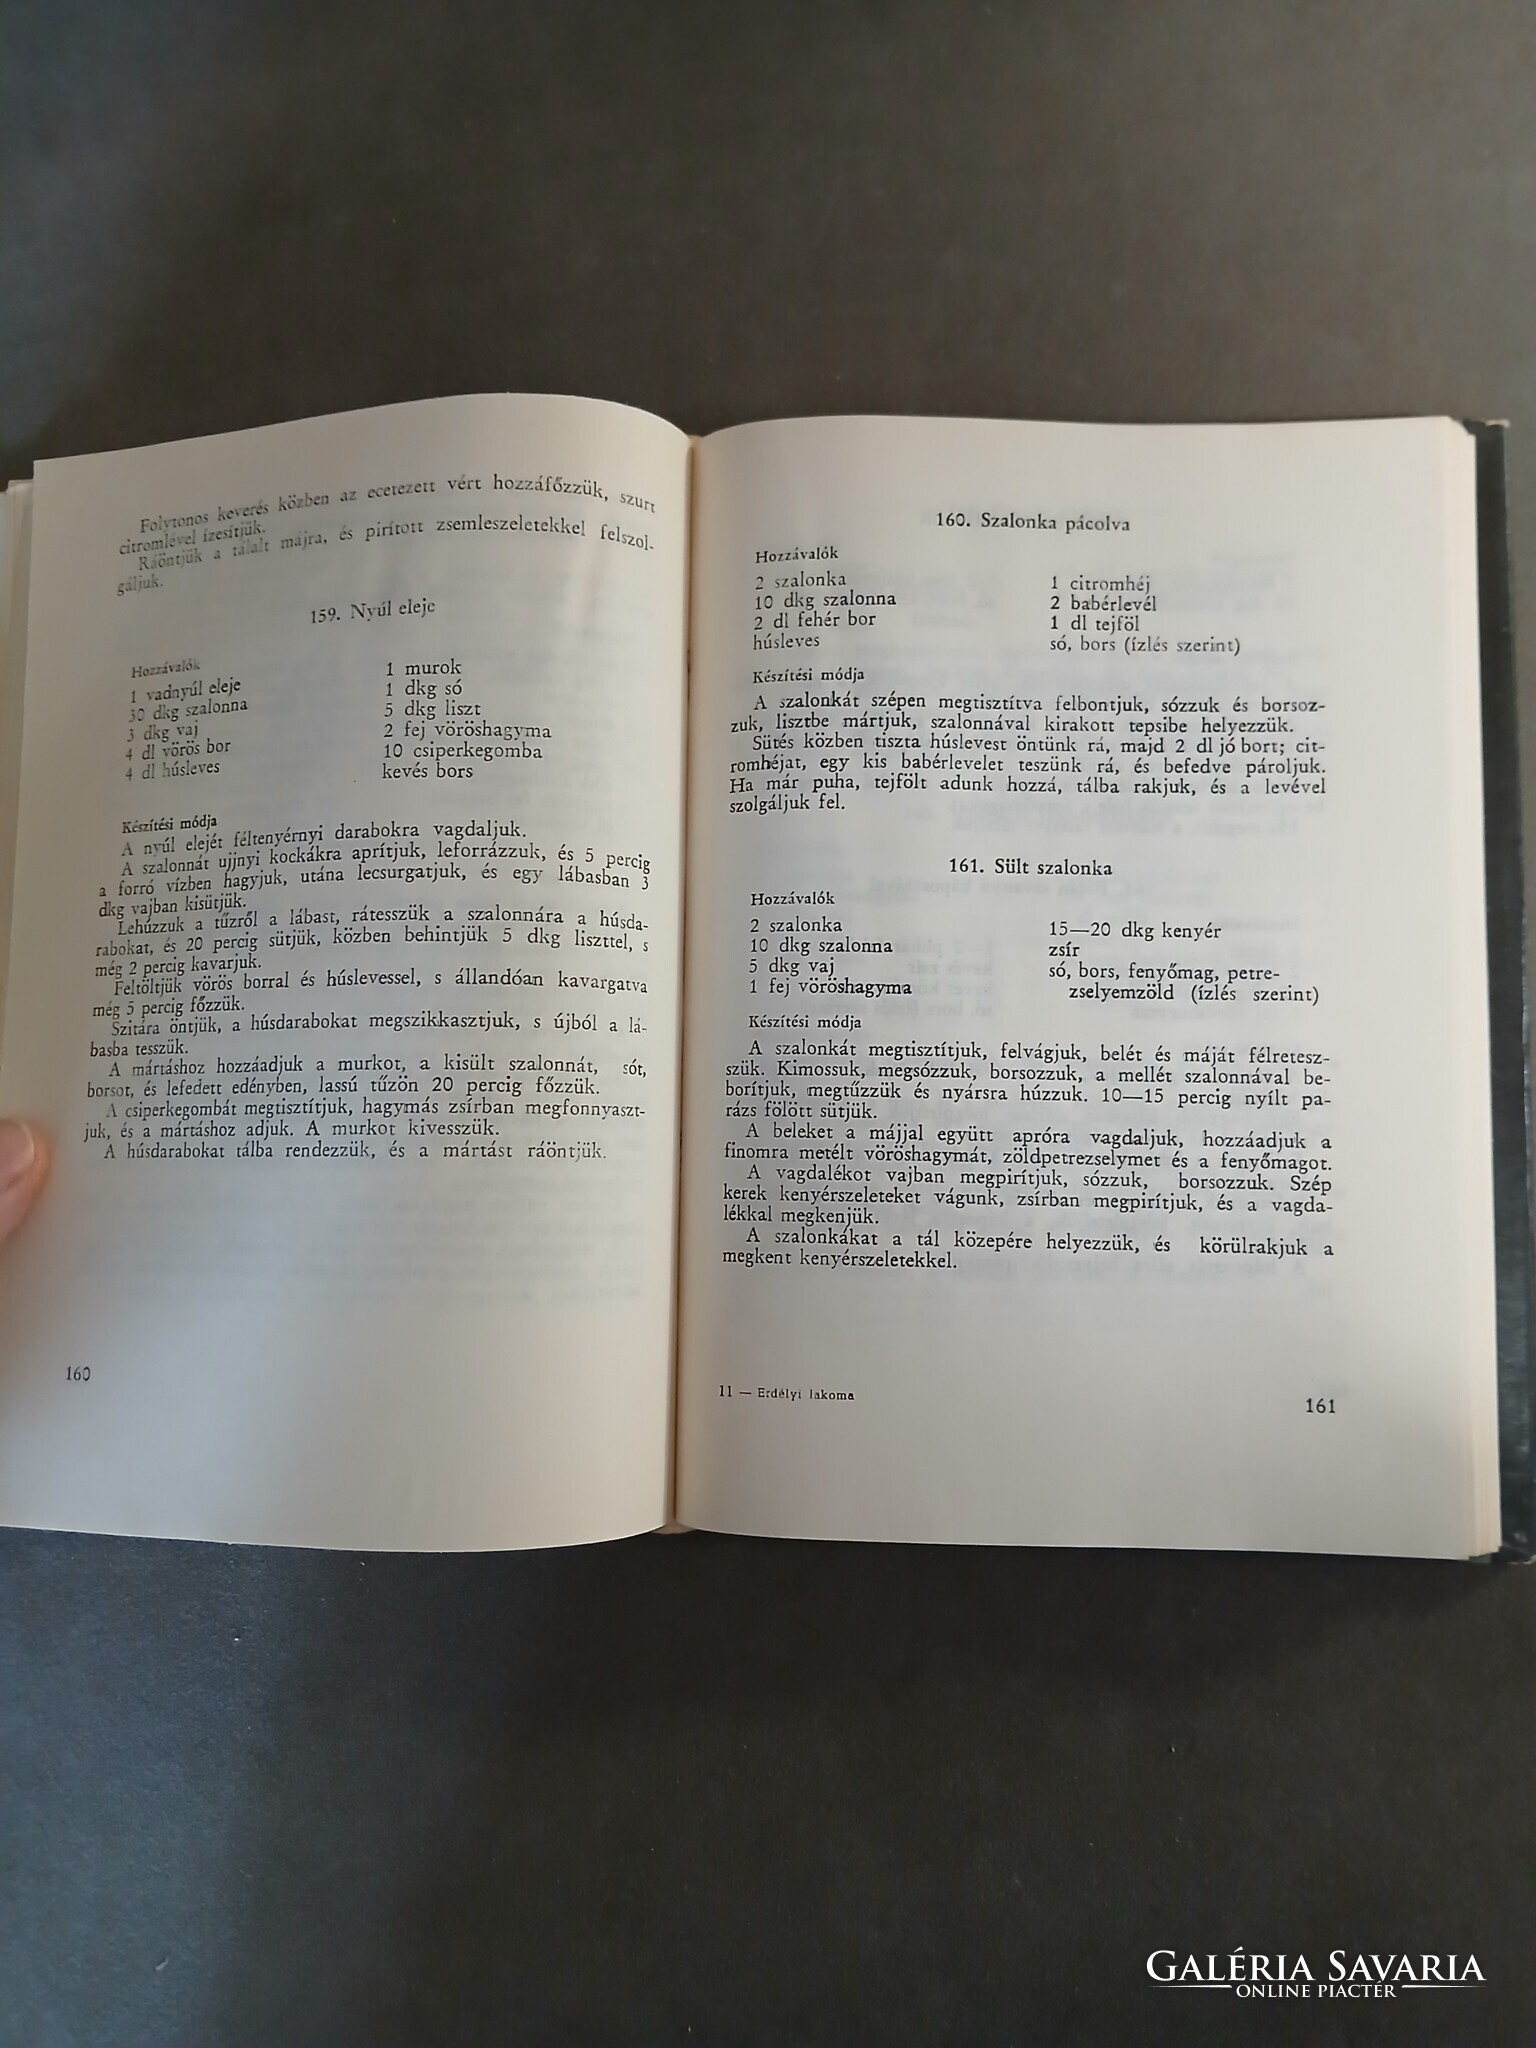 Folytonos keverés közben az ecetezett vért hozzáfőzzük, szurt
citromlével ízesítjük.
Ráöntjük a tálalt májra, és pirított zsemleszeletekkel felszol-
gáljuk.
159. Nyúl eleje
Hozzávalók
1 vadnyúl eleje
30 dkg szalonna
3 dkg vaj
4 dl vörös bor
4 dl húsleves
1 murok
1 dkg só
5 dkg liszt
2 fej vöröshagyma
10 csiperkegomba
kevés bors
Készítési módja
A nyúl elejét féltenyérnyi darabokra vagdaljuk.
A szalonnát ujjnyi kockákra aprítjuk, leforrázzuk, és 5 percig
a forró vízben hagyjuk, utána lecsurgatjuk, és egy lábasban 3
dkg vajban kisütjük.
Lehúzzuk a tűzről a lábast, rátesszük a szalonnára a húsda-
rabokat, és 20 percig sütjük, közben behintjük 5 dkg liszttel, s
még 2 percig kavarjuk.
Feltöltjük vörös borral és húslevessel, s állandóan kavargatva
még 5 percig főzzük.
Szitára öntjük, a húsdarabokat megszikkasztjuk, s újból a lá-
basba tesszük.
A mártáshoz hozzáadjuk a murkot, a kisült szalonnát, sót,
borsot, és lefedett edényben, lassú tűzön 20 percig főzzük.
A csiperkegombát megtisztítjuk, hagymás zsírban megfonnyaszt-
juk, és a mártáshoz adjuk. A murkot kivesszük.
A húsdarabokat tálba rendezzük, és a mártást ráöntjük.
160
160. Szalonka pácolva
Hozzávalók
2 szalonka
10 dkg szalonna
2 dl fehér bor
húsleves
1 citromhéj
2 babérlevél
1 dl tejföl
só, bors (ízlés szerint)
Készítési módja
A szalonkát szépen megtisztítva felbontjuk, sózzuk és borsoz-
zuk, lisztbe mártjuk, szalonnával kirakott tepsibe helyezzük.
Sütés közben tiszta húslevest öntünk rá, majd 2 dl jó bort; cit-
romhéjat, egy kis babérlevelet teszünk rá, és befedve pároljuk.
Ha már puha, tejfölt adunk hozzá, tálba rakjuk, és a levével
szolgáljuk fel.
161. Sült szalonka
Hozzávalók
2 szalonka
10 dkg szalonna
5 dkg vaj
1 fej vöröshagyma
15—20 dkg kenyér
zsír
só, bors, fenyőmag, petre-
zselyemzöld (ízlés szerint)
Készítési módja
A szalonkát megtisztítjuk, felvágjuk, belét és máját félretesz-
szük. Kimossuk, megsózzuk, borsozzuk, a mellét szalonnával be-
borítjuk, megtűzzük és nyársra húzzuk. 10—15 percig nyílt pa-
rázs fölött sütjük.
A beleket a májjal együtt apróra vagdaljuk, hozzáadjuk a
finomra metélt vöröshagymát, zöldpetrezselymet és a fenyőmagot.
A vagdalékot vajban megpirítjuk, sózzuk, borsozzuk. Szép
kerek kenyérszeleteket vágunk, zsírban megpirítjuk, és a vagda-
lékkal megkenjük.
A szalonkákat a tál közepére helyezzük, és körülrakjuk a
megkent kenyérszeletekkel.
11 — Erdélyi lakoma
161
GALÉRIA SAVARIA
ONLINE PIACTÉR